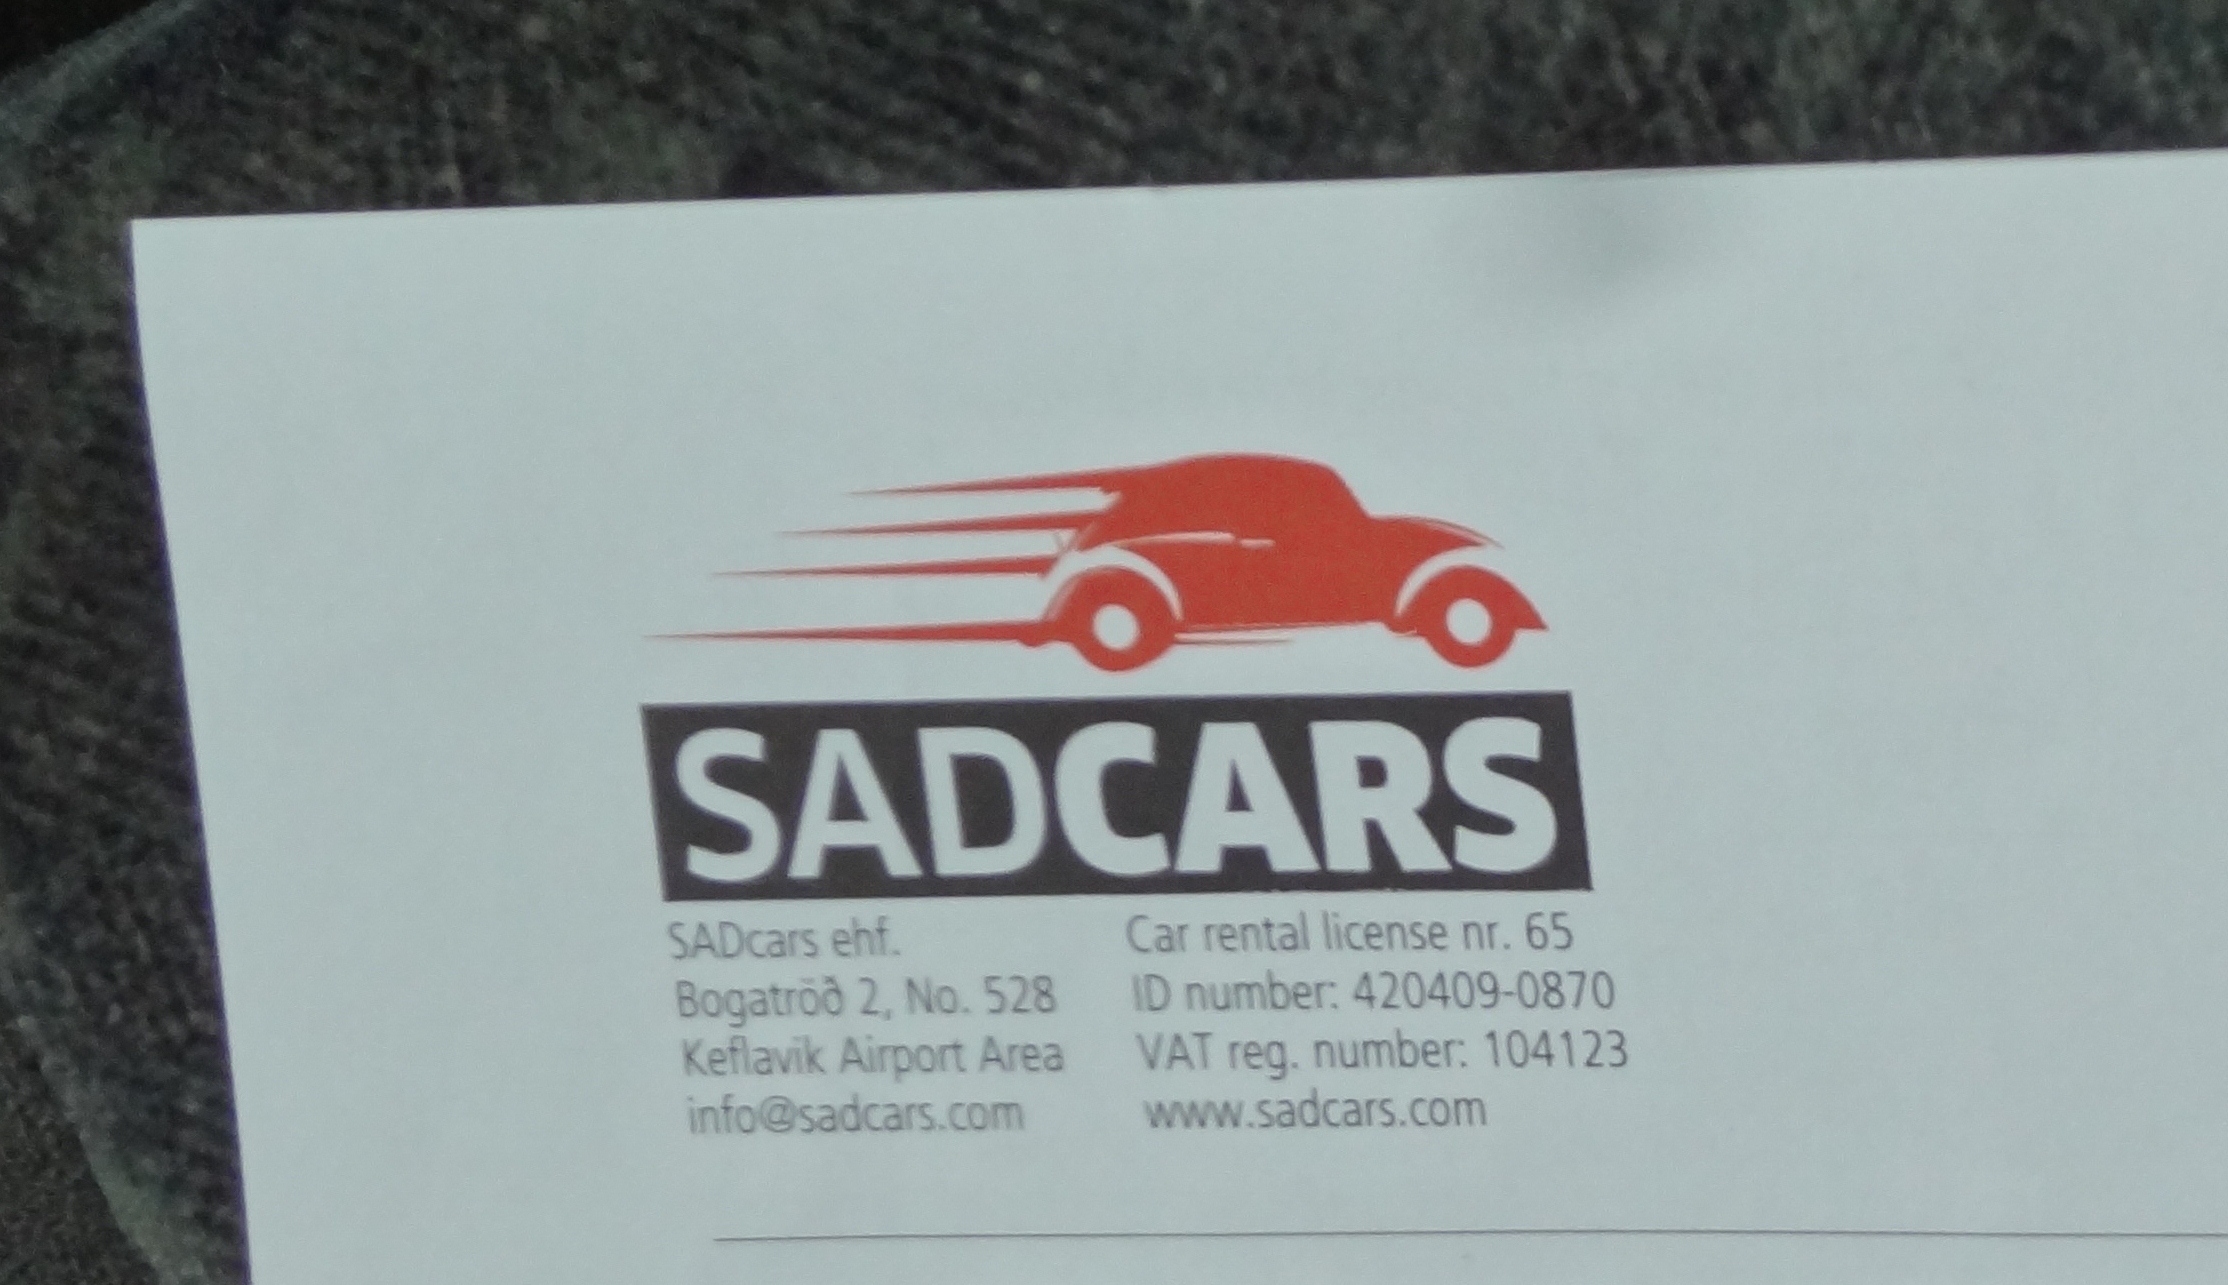 SADCARS
SADcars ehf.
Bogatröð 2, No. 528
Keflavík Airport Area
info@sadcars.com
Car rental license nr. 65
ID number: 420409-0870
VAT reg. number: 104123
www.sadcars.com